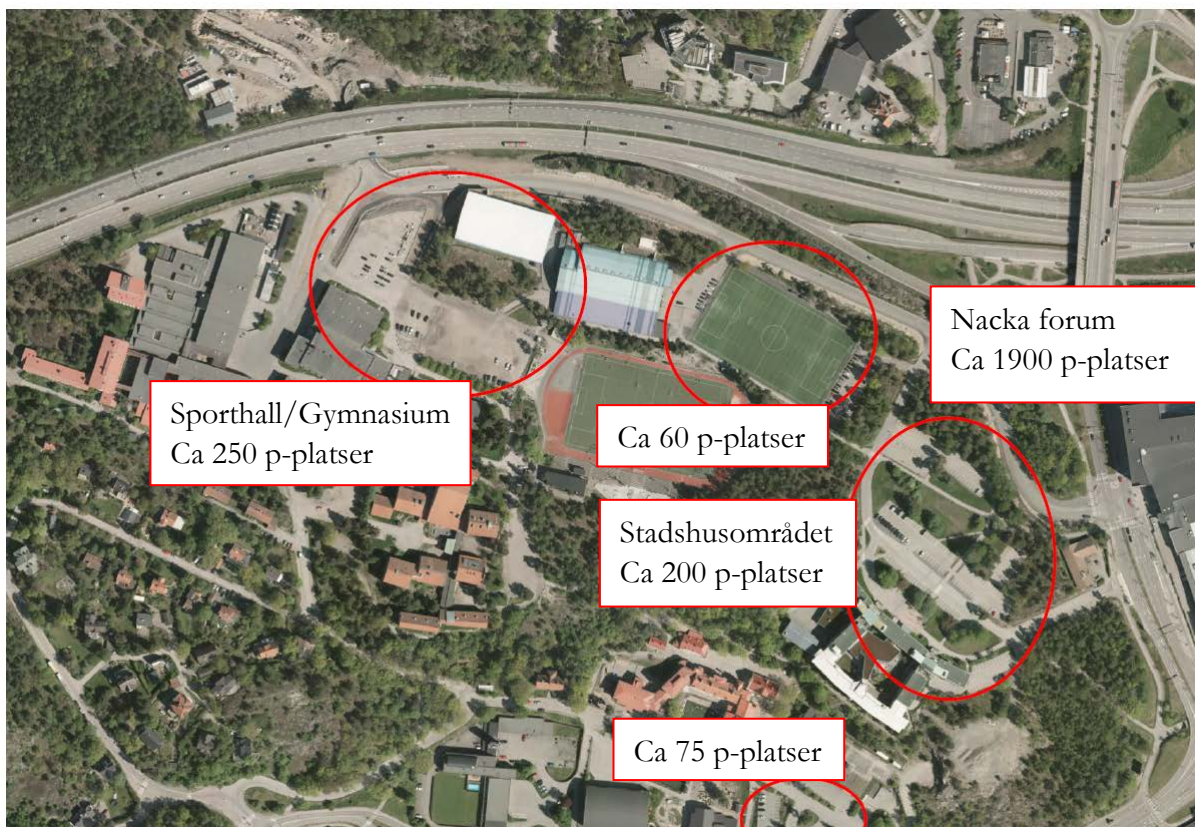 Nacka forum
Ca 1900 p-platser
Sporthall/Gymnasium
Ca 250 p-platser
Ca 60 p-platser
Stadshusområdet
Ca 200 p-platser
Ca 75 p-platser